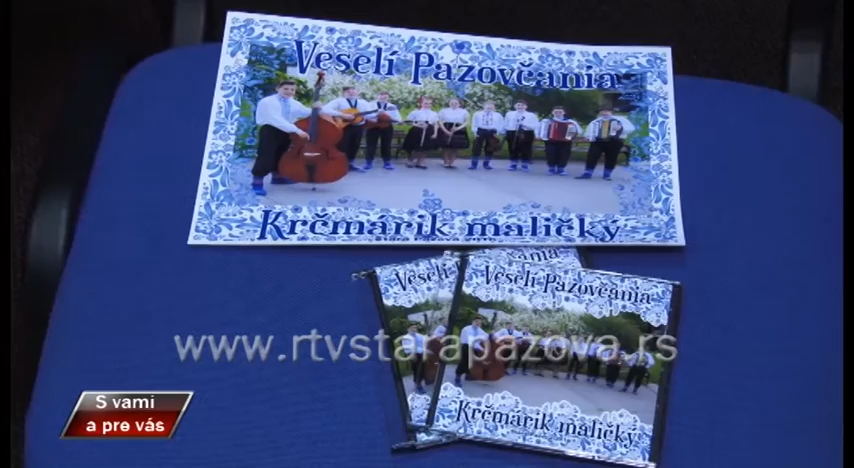 Veselí Pazovčania
Krčmárik maličký
Veselí
Veselí Pazovčania
Krčmárik maličký
www.rtvstarapazova.rs
S vami
a pre vás